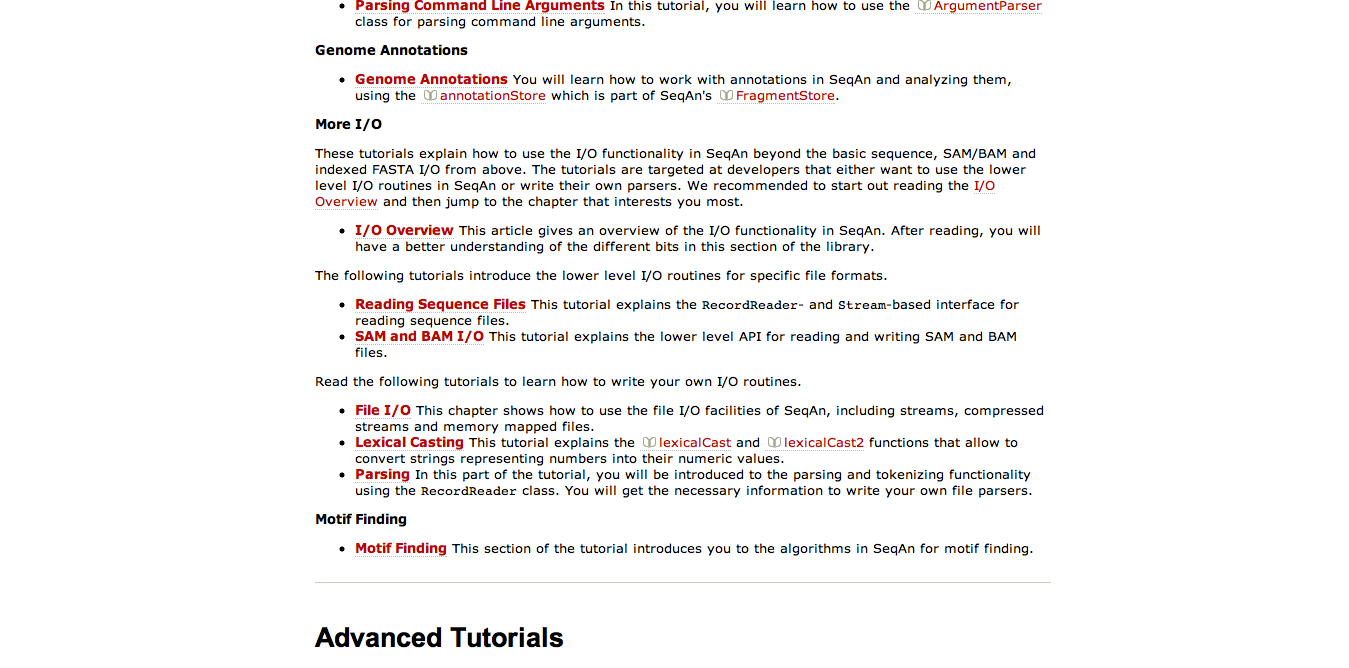 Parsing Command Line Arguments In this tutorial, you will learn how to use the ArgumentParser
class for parsing command line arguments.
Genome Annotations
Genome Annotations You will learn how to work with annotations in SeqAn and analyzing them,
using the annotationStore which is part of SeqAn's FragmentStore.
More I/O
These tutorials explain how to use the I/O functionality in SeqAn beyond the basic sequence, SAM/BAM and
indexed FASTA I/O from above. The tutorials are targeted at developers that either want to use the lower
level I/O routines in SeqAn or write their own parsers. We recommended to start out reading the I/O
Overview and then jump to the chapter that interests you most.
I/O Overview This article gives an overview of the I/O functionality in SeqAn. After reading, you will
have a better understanding of the different bits in this section of the library.
The following tutorials introduce the lower level I/O routines for specific file formats.
Reading Sequence Files This tutorial explains the RecordReader- and Stream-based interface for
reading sequence files.
SAM and BAM I/O This tutorial explains the lower level API for reading and writing SAM and BAM
files.
Read the following tutorials to learn how to write your own I/O routines.
File I/O This chapter shows how to use the file I/O facilities of SeqAn, including streams, compressed
streams and memory mapped files.
Lexical Casting This tutorial explains the lexicalCast and lexicalCast2 functions that allow to
convert strings representing numbers into their numeric values.
Parsing In this part of the tutorial, you will be introduced to the parsing and tokenizing functionality
using the RecordReader class. You will get the necessary information to write your own file parsers.
Motif Finding
Motif Finding This section of the tutorial introduces you to the algorithms in SeqAn for motif finding.
Advanced Tutorials